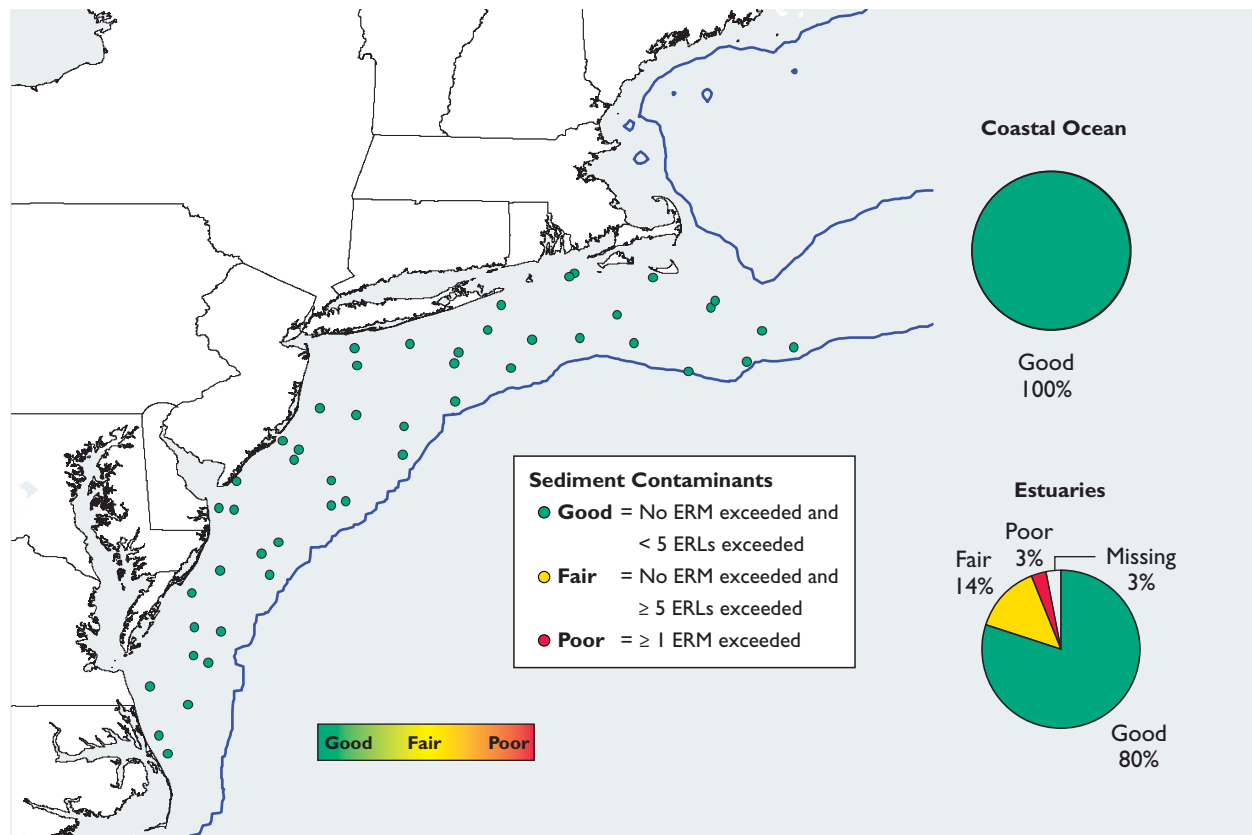 Coastal Ocean
Good
100%
Sediment Contaminants
Good = No ERM exceeded and
< 5 ERLs exceeded
Fair = No ERM exceeded and
≥ 5 ERLs exceeded
Poor = ≥ 1 ERM exceeded
Good Fair Poor
Estuaries
Poor
3%
Missing
3%
Fair
14%
Good
80%